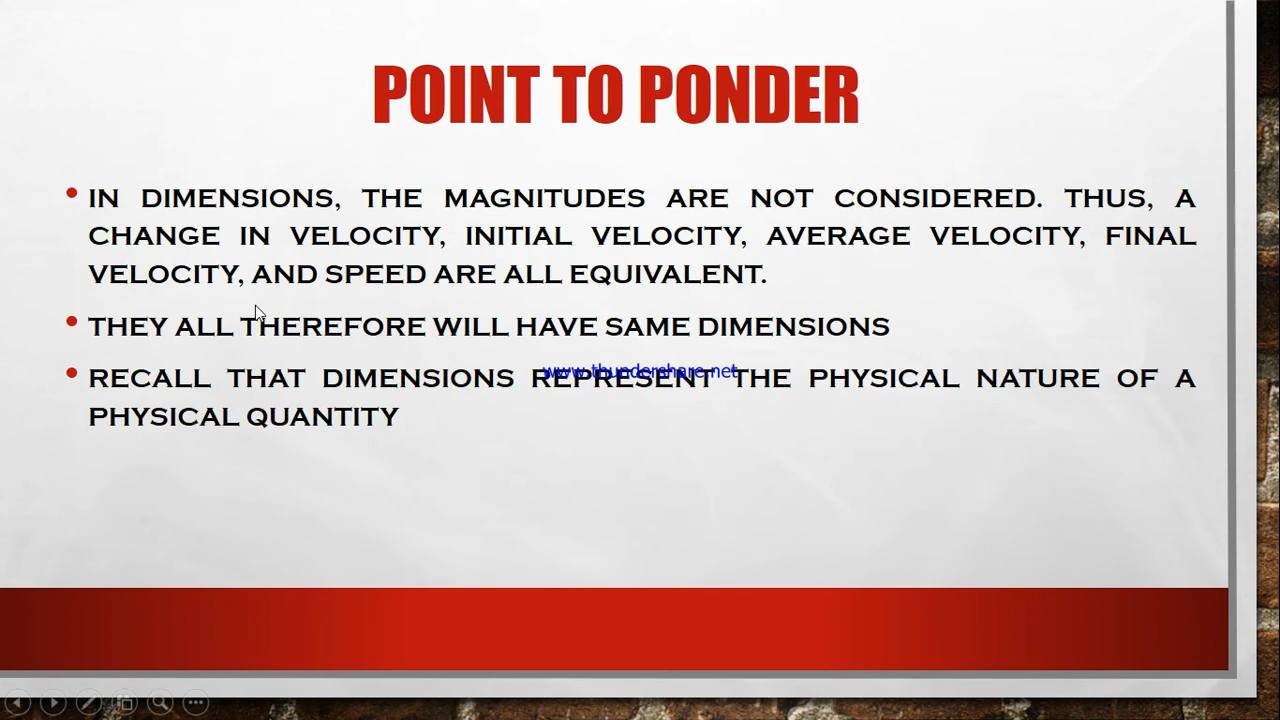 POINT TO PONDER
• IN DIMENSIONS, THE MAGNITUDES ARE NOT CONSIDERED. THUS, A
CHANGE IN VELOCITY, INITIAL VELOCITY, AVERAGE VELOCITY, FINAL
VELOCITY, AND SPEED ARE ALL EQUIVALENT.
• THEY ALL THEREFORE WILL HAVE SAME DIMENSIONS
www.thundershare.net
• RECALL THAT DIMENSIONS REPRESENT THE PHYSICAL NATURE OF A
PHYSICAL QUANTITY